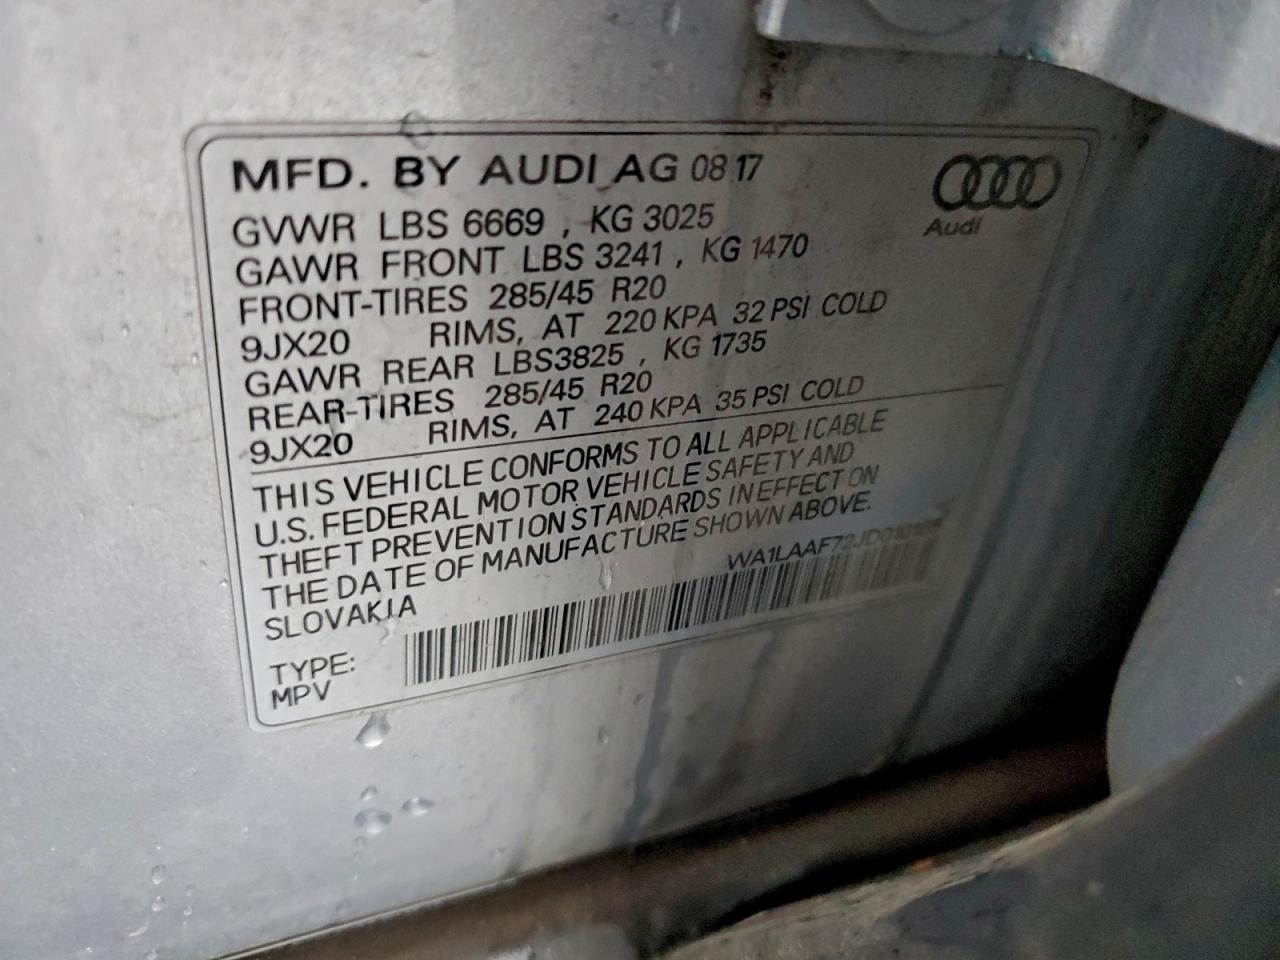 MFD. BY AUDI AG 08 17
Audi
GVWR LBS 6669 , KG 3025
GAWR FRONT LBS 3241 , KG 1470
FRONT-TIRES 285/45 R20
9JX20 RIMS, AT 220 KPA 32 PSI COLD
GAWR REAR LBS3825 , KG 1735
REAR-TIRES 285/45 R20
9JX20 RIMS, AT 240 KPA 35 PSI COLD
THIS VEHICLE CONFORMS TO ALL APPLICABLE
U.S. FEDERAL MOTOR VEHICLE SAFETY AND
THEFT PREVENTION STANDARDS IN EFFECT ON
THE DATE OF MANUFACTURE SHOWN ABOVE.
SLOVAKIA
TYPE:
MPV